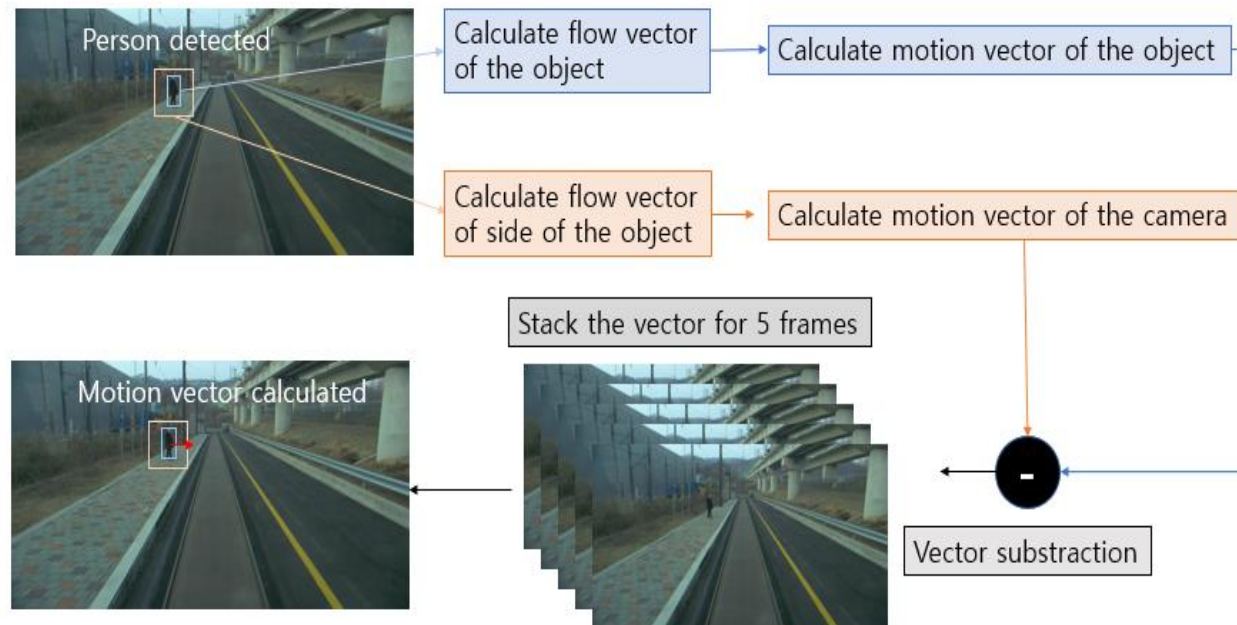 Person detected
Calculate flow vector
of the object
Calculate motion vector of the object
Calculate flow vector
of side of the object
Calculate motion vector of the camera
Stack the vector for 5 frames
Motion vector calculated
-
Vector substraction